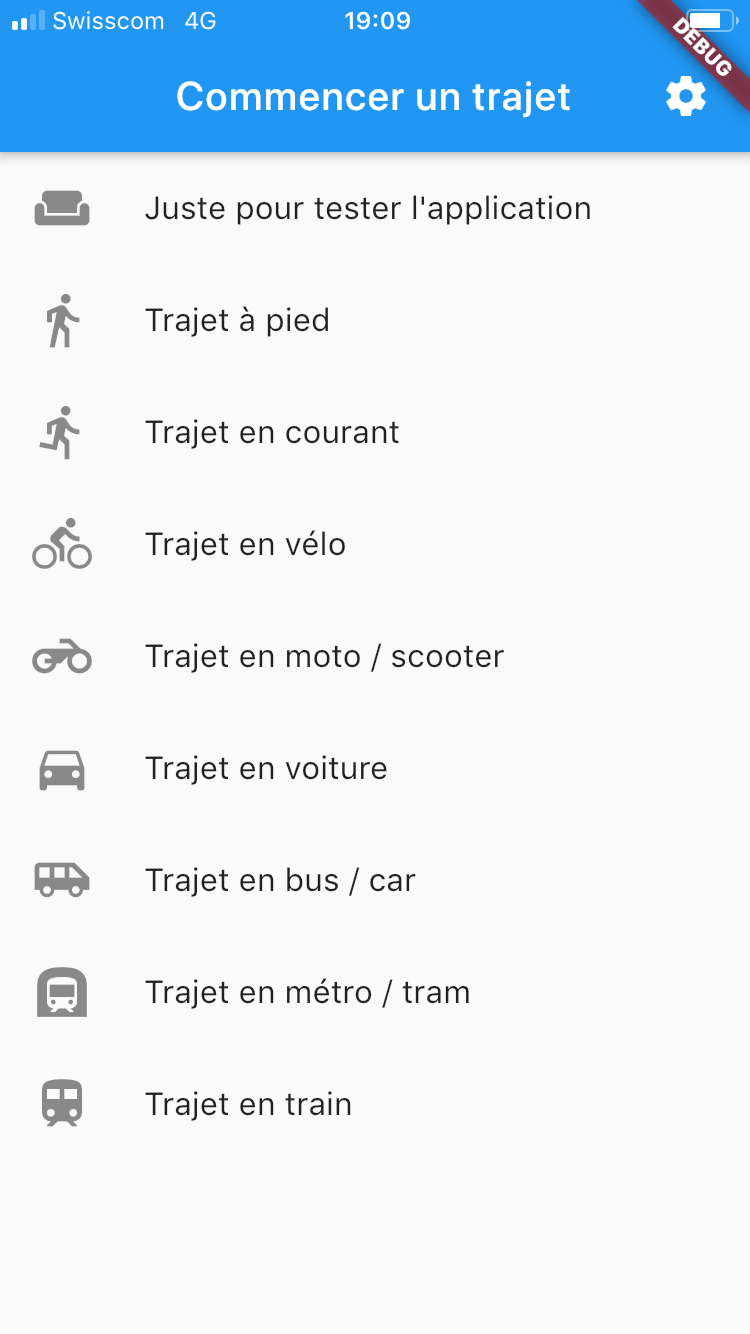 Swisscom 4G 19:09
DEBUG
Commencer un trajet
Juste pour tester l'application
Trajet à pied
Trajet en courant
Trajet en vélo
Trajet en moto / scooter
Trajet en voiture
Trajet en bus / car
Trajet en métro / tram
Trajet en train